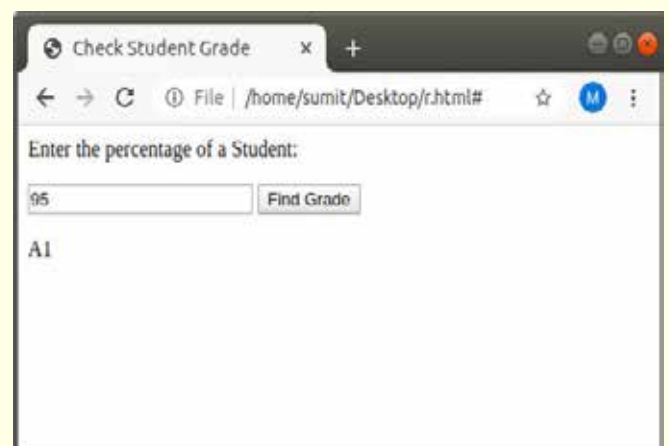 Check Student Grade × +
← → C ⓘ File | /home/sumit/Desktop/r.html# ☆ M ⋮
Enter the percentage of a Student:
95 Find Grade
A1